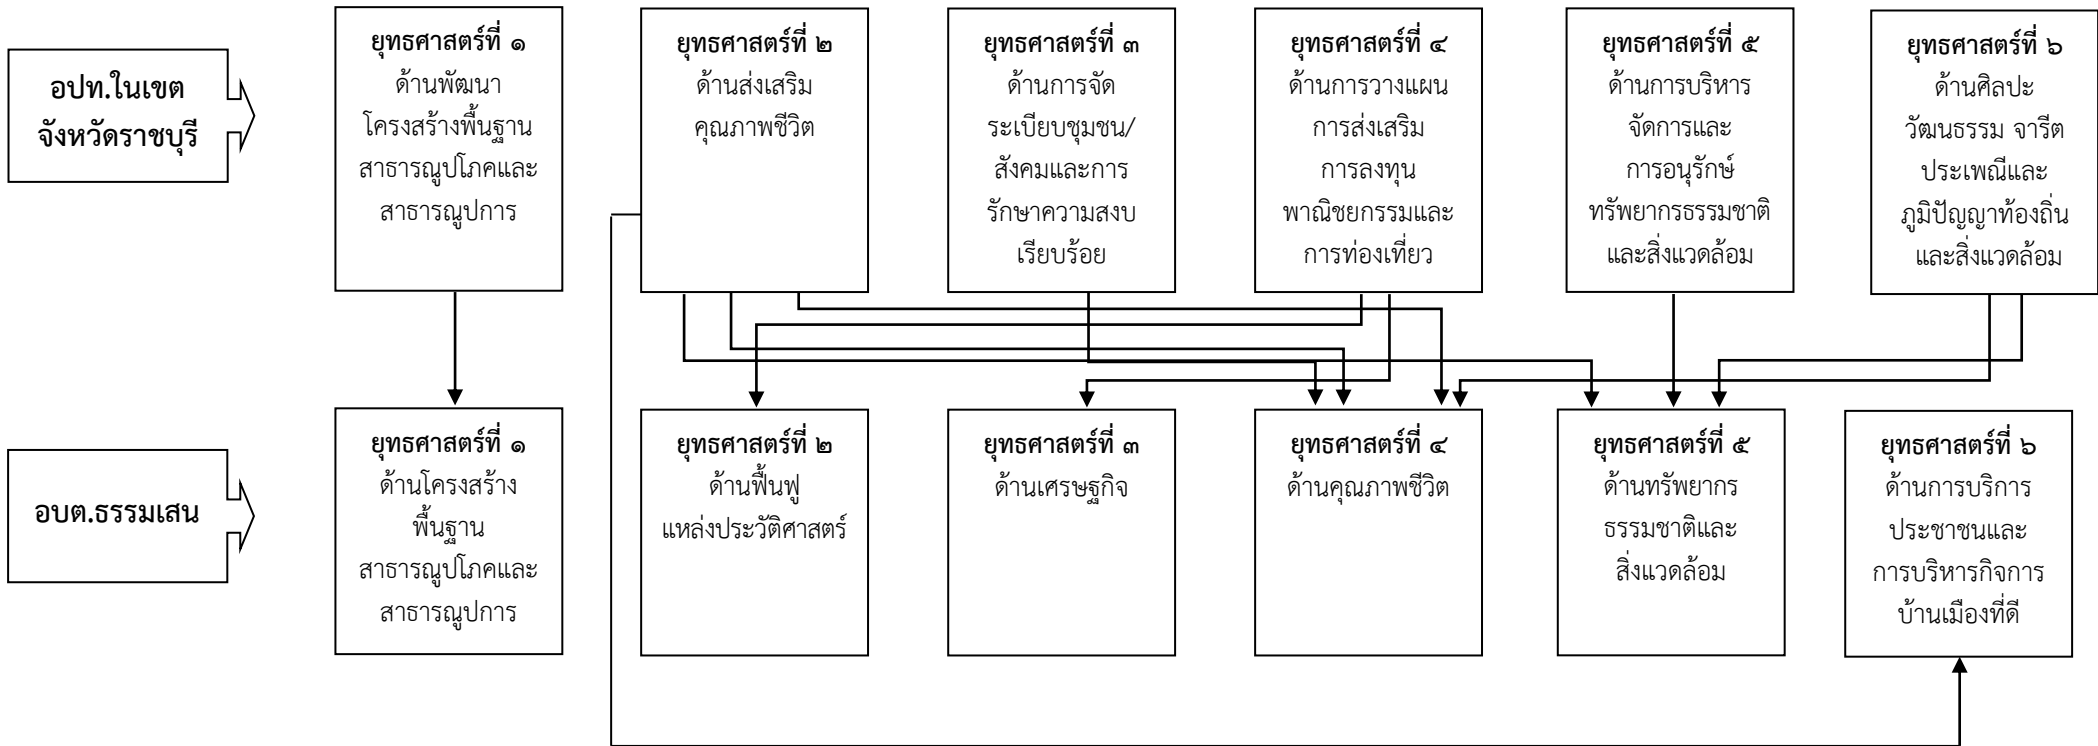 อปท.ในเขต
จังหวัดราชบุรี
ยุทธศาสตร์ที่ ๑
ด้านพัฒนา
โครงสร้างพื้นฐาน
สาธารณูปโภคและ
สาธารณูปการ
ยุทธศาสตร์ที่ ๒
ด้านส่งเสริม
คุณภาพชีวิต
ยุทธศาสตร์ที่ ๓
ด้านการจัด
ระเบียบชุมชน/
สังคมและการ
รักษาความสงบ
เรียบร้อย
ยุทธศาสตร์ที่ ๔
ด้านการวางแผน
การส่งเสริม
การลงทุน
พาณิชยกรรมและ
การท่องเที่ยว
ยุทธศาสตร์ที่ ๕
ด้านการบริหาร
จัดการและ
การอนุรักษ์
ทรัพยากรธรรมชาติ
และสิ่งแวดล้อม
ยุทธศาสตร์ที่ ๖
ด้านศิลปะ
วัฒนธรรม จารีต
ประเพณีและ
ภูมิปัญญาท้องถิ่น
และสิ่งแวดล้อม
อบต.ธรรมเสน
ยุทธศาสตร์ที่ ๑
ด้านโครงสร้าง
พื้นฐาน
สาธารณูปโภคและ
สาธารณูปการ
ยุทธศาสตร์ที่ ๒
ด้านฟื้นฟู
แหล่งประวัติศาสตร์
ยุทธศาสตร์ที่ ๓
ด้านเศรษฐกิจ
ยุทธศาสตร์ที่ ๔
ด้านคุณภาพชีวิต
ยุทธศาสตร์ที่ ๕
ด้านทรัพยากร
ธรรมชาติและ
สิ่งแวดล้อม
ยุทธศาสตร์ที่ ๖
ด้านการบริการ
ประชาชนและ
การบริหารกิจการ
บ้านเมืองที่ดี